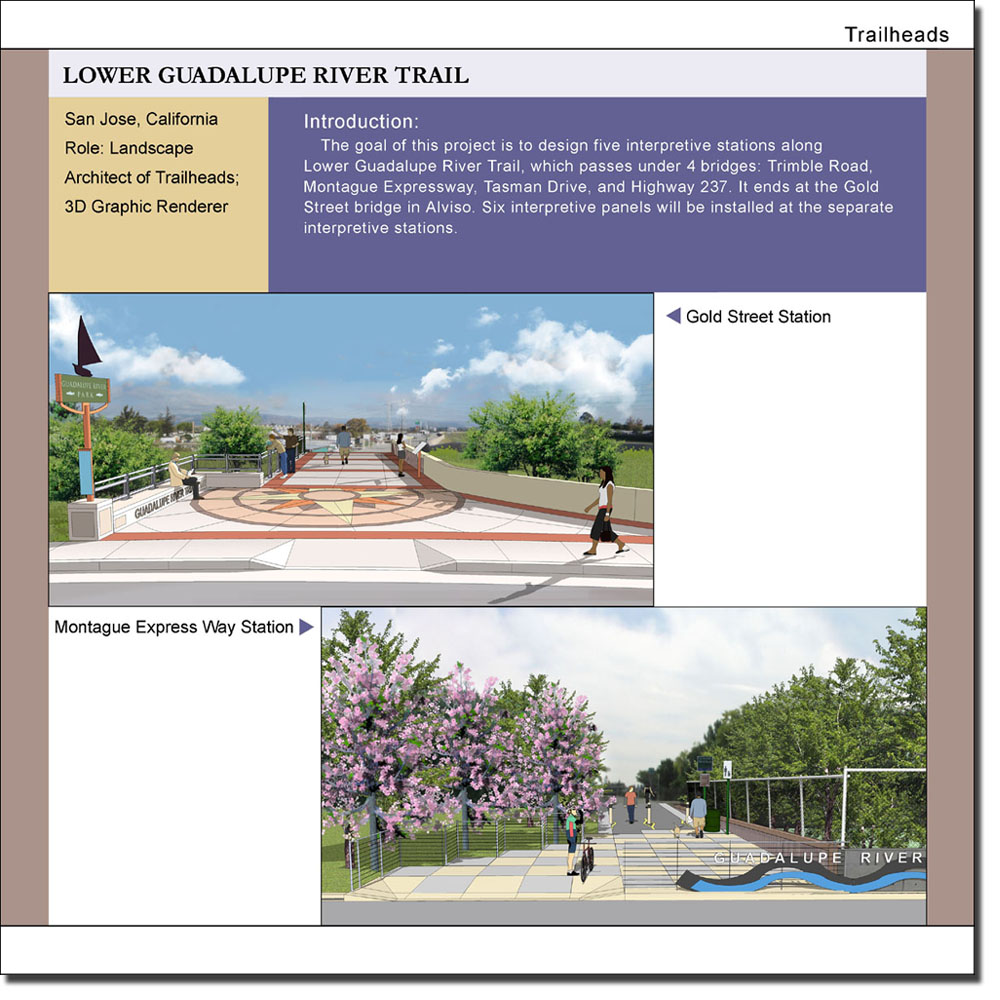 Trailheads
LOWER GUADALUPE RIVER TRAIL
San Jose, California
Role: Landscape
Architect of Trailheads;
3D Graphic Renderer
Introduction:
The goal of this project is to design five interpretive stations along
Lower Guadalupe River Trail, which passes under 4 bridges: Trimble Road,
Montague Expressway, Tasman Drive, and Highway 237. It ends at the Gold
Street bridge in Alviso. Six interpretive panels will be installed at the separate
interpretive stations.
Gold Street Station
GUADALUPE RIVER
PARK
GUADALUPE RIVER
Montague Express Way Station
GUADALUPE RIVER